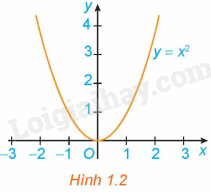 y
4
3
2
1
y = x²
Loigiaihay.com
-3 -2 -1 O 1 2 3 x
Hình 1.2